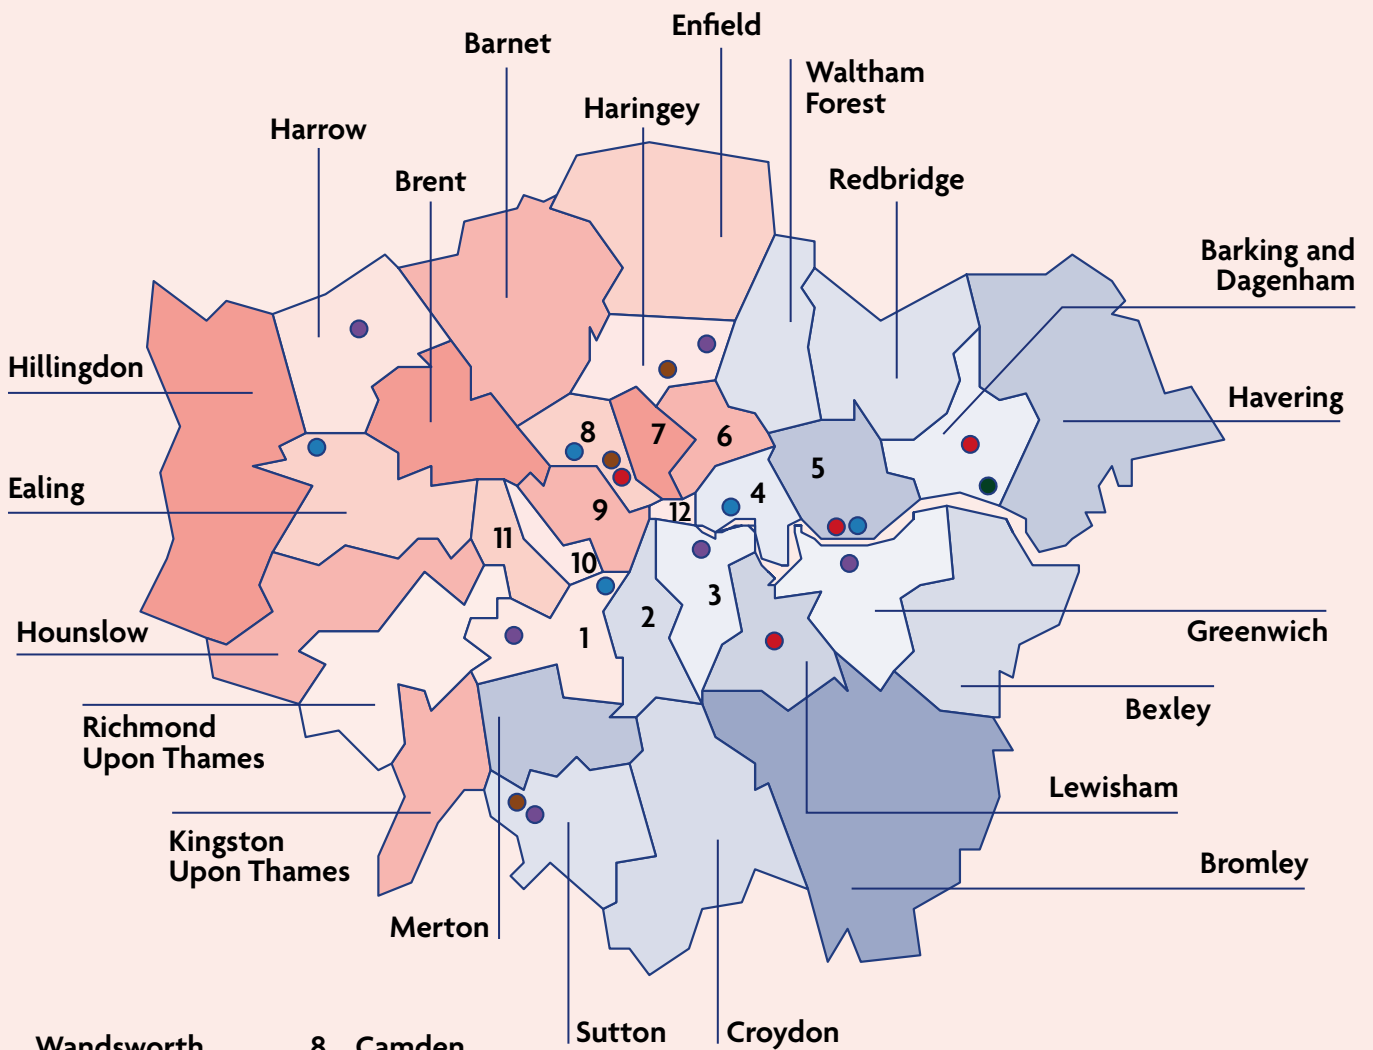 Enfield
Barnet
Waltham
Forest
Haringey
Harrow
Brent
Redbridge
Barking and
Dagenham
Hillingdon
Havering
8
7
6
5
Ealing
4
9
12
11
10
3
2
1
Hounslow
Greenwich
Richmond
Upon Thames
Bexley
Lewisham
Kingston
Upon Thames
Bromley
Merton
Sutton
Croydon
Wandsworth
8 Camden